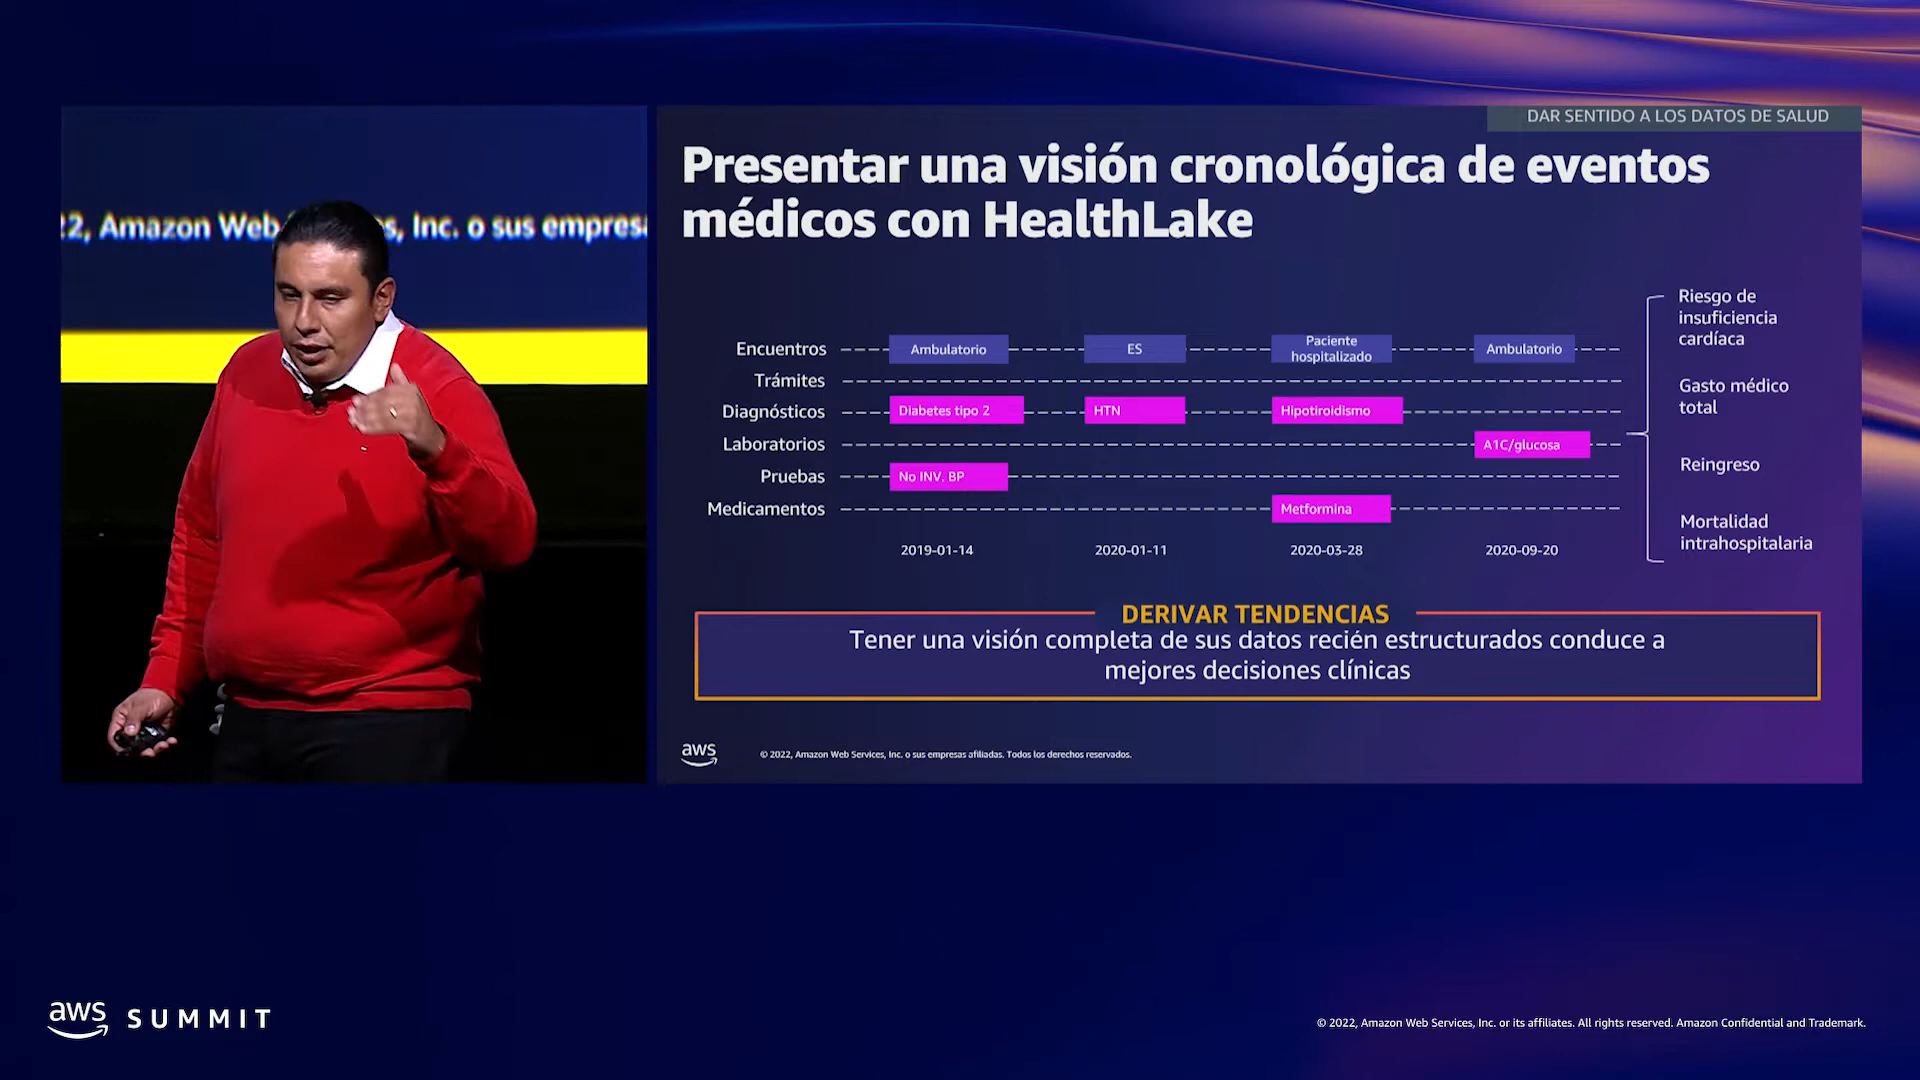 22, Amazon Web Services, Inc. o sus empresa
DAR SENTIDO A LOS DATOS DE SALUD
Presentar una visión cronológica de eventos
médicos con HealthLake
Encuentros
Ambulatorio
ES
Paciente
hospitalizado
Ambulatorio
Trámites
Diagnósticos
Diabetes tipo 2
HTN
Hipotiroidismo
Laboratorios
A1C/glucosa
Pruebas
No INV. BP
Medicamentos
Metformina
2019-01-14
2020-01-11
2020-03-28
2020-09-20
Riesgo de
insuficiencia
cardíaca
Gasto médico
total
Reingreso
Mortalidad
intrahospitalaria
DERIVAR TENDENCIAS
Tener una visión completa de sus datos recién estructurados conduce a
mejores decisiones clínicas
aws
© 2022, Amazon Web Services, Inc. o sus empresas afiliadas. Todos los derechos reservados.
aws SUMMIT
© 2022, Amazon Web Services, Inc. or its affiliates. All rights reserved. Amazon Confidential and Trademark.